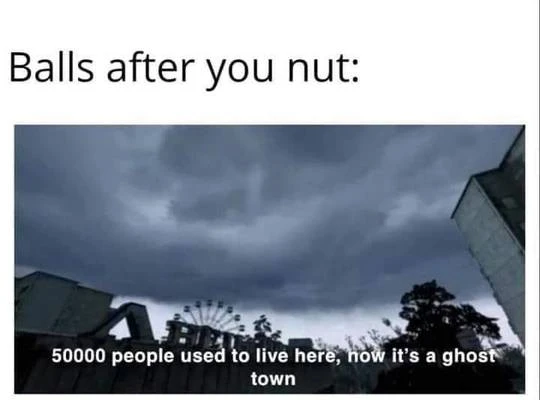 Balls after you nut:
50000 people used to live here, now it's a ghost
town